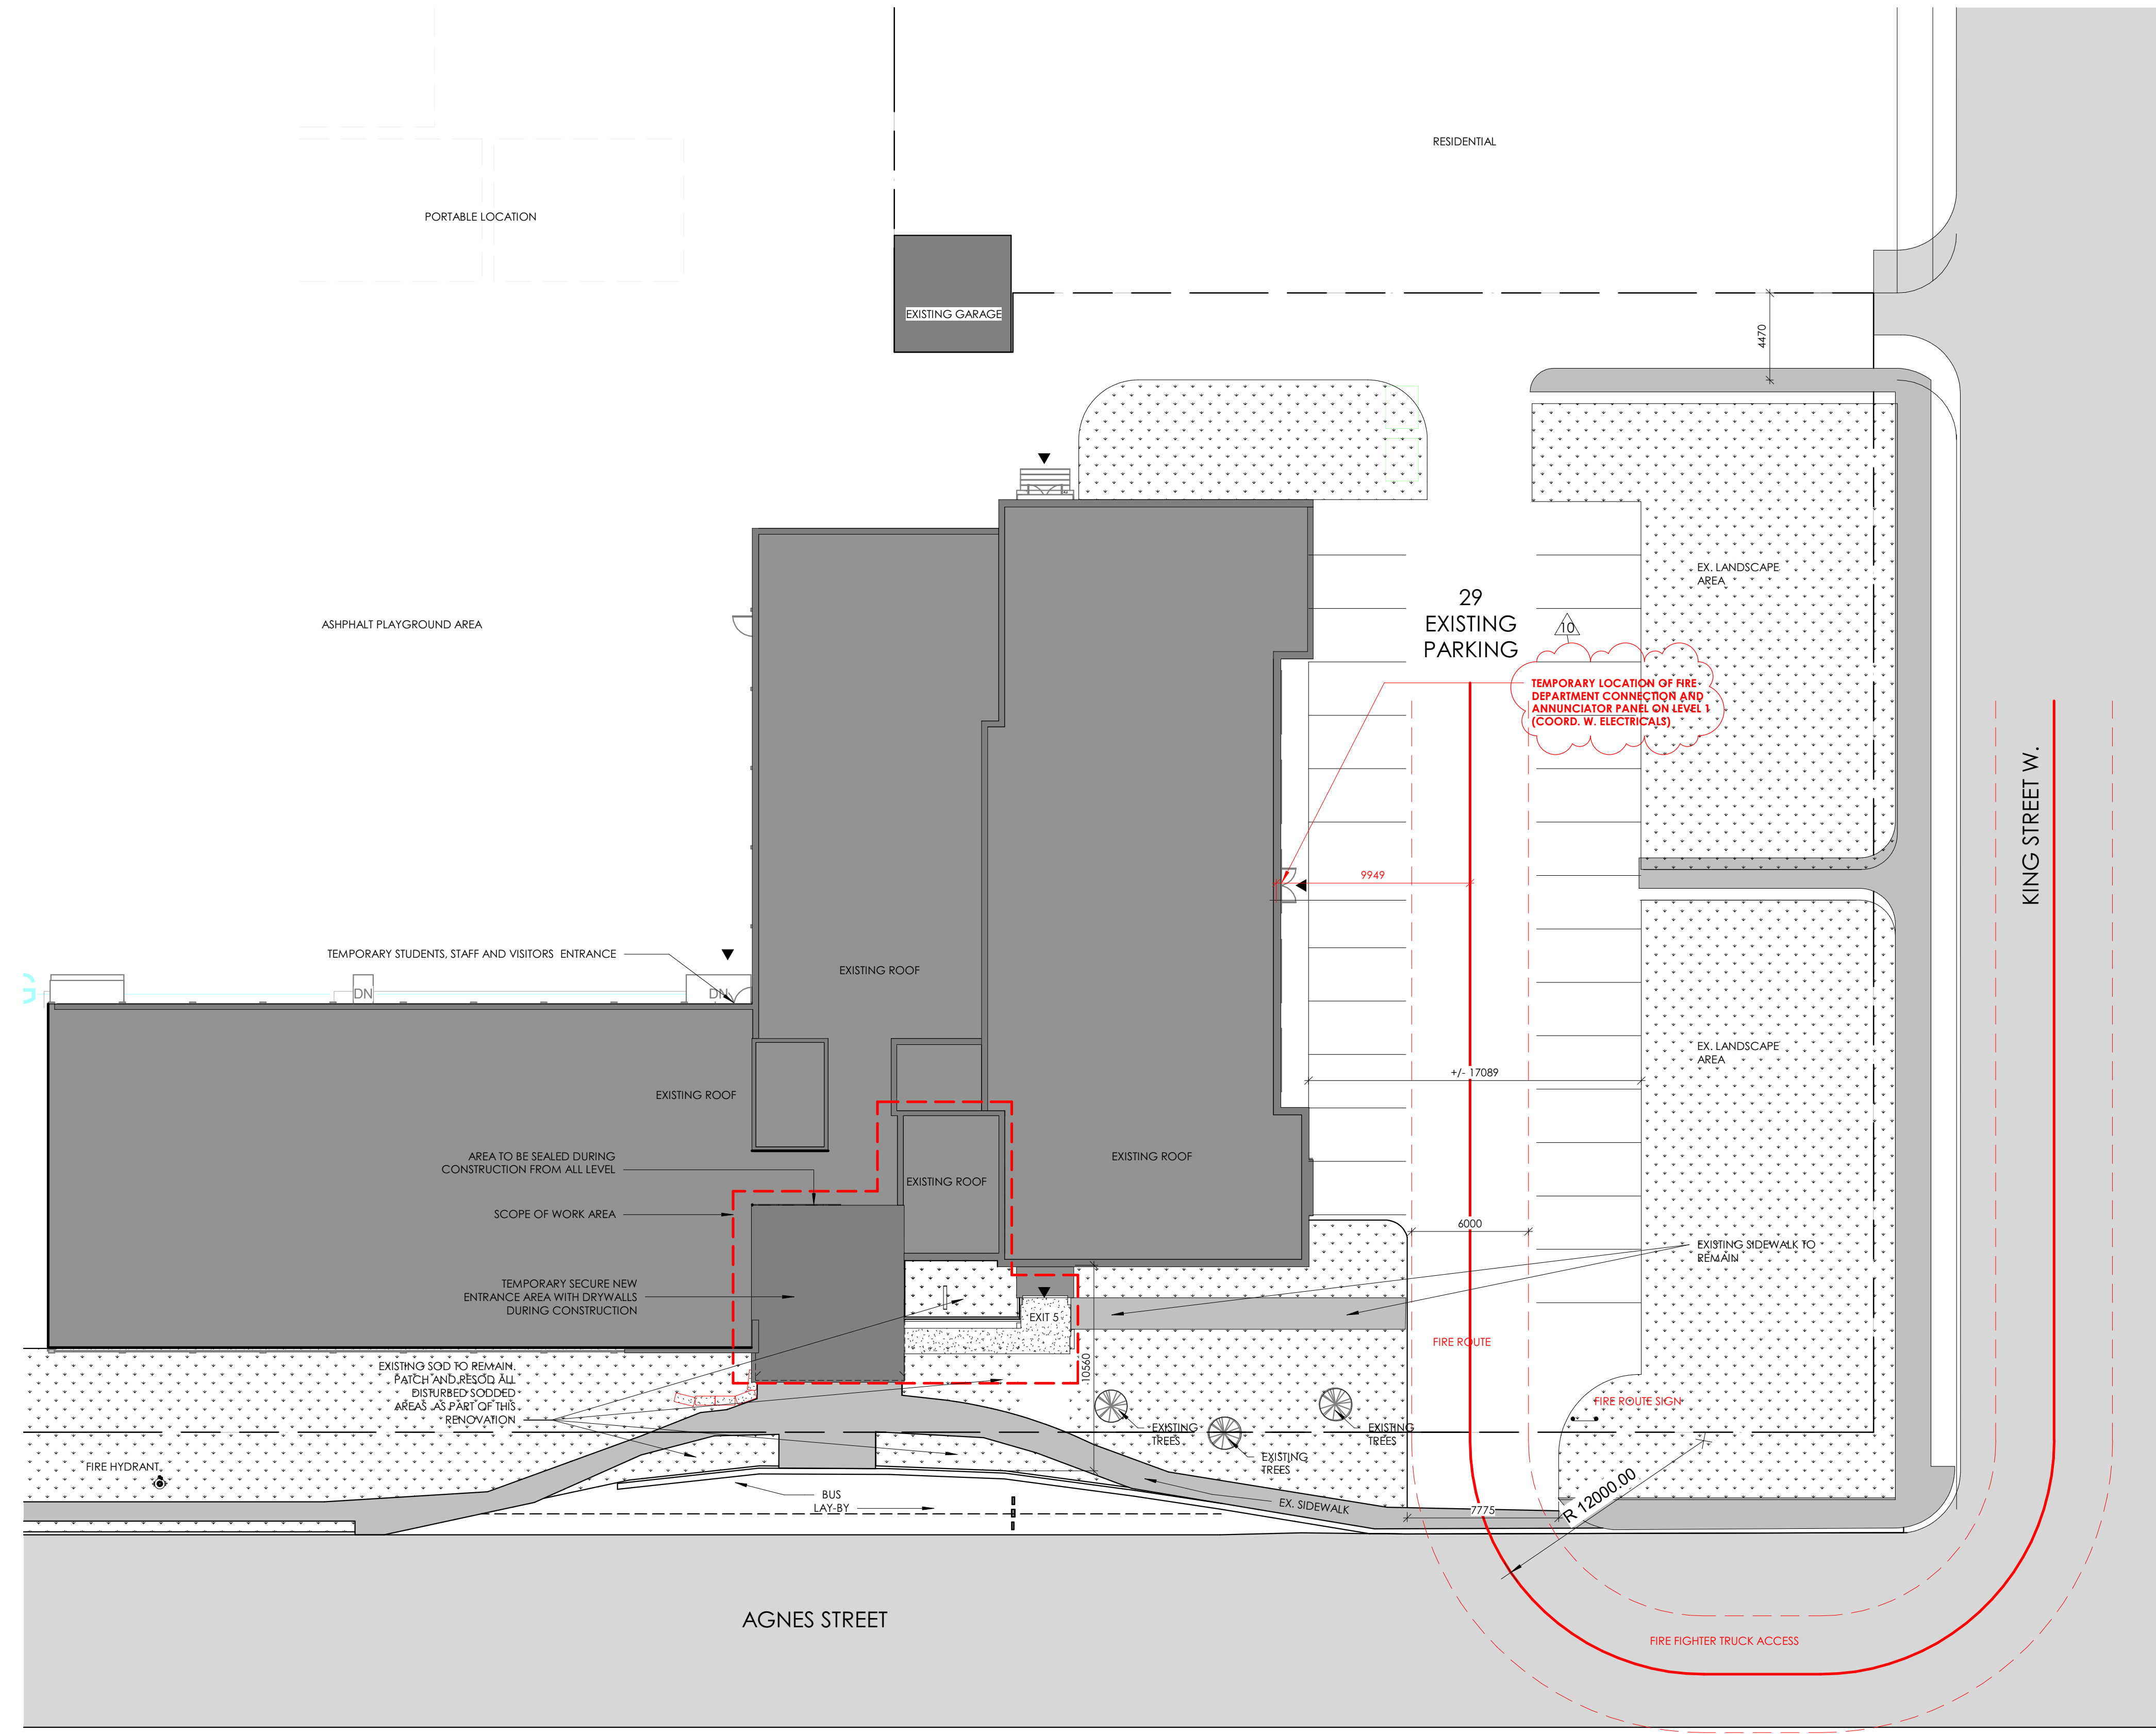 RESIDENTIAL
PORTABLE LOCATION
EXISTING GARAGE
4470
EX. LANDSCAPE
AREA
29
EXISTING
PARKING
10
ASHPHALT PLAYGROUND AREA
TEMPORARY LOCATION OF FIRE
DEPARTMENT CONNECTION AND
ANNUNCIATOR PANEL ON LEVEL 1
(COORD. W. ELECTRICALS)
KING STREET W.
9949
TEMPORARY STUDENTS, STAFF AND VISITORS  ENTRANCE
EXISTING ROOF
G
DN
DN
EX. LANDSCAPE
AREA
+/- 17089
EXISTING ROOF
AREA TO BE SEALED DURING
CONSTRUCTION FROM ALL LEVEL
EXISTING ROOF
EXISTING ROOF
SCOPE OF WORK AREA
6000
EXISTING SIDEWALK TO
REMAIN
TEMPORARY SECURE NEW
ENTRANCE AREA WITH DRYWALLS
DURING CONSTRUCTION
EXIT 5
FIRE ROUTE
10560
EXISTING SOD TO REMAIN.
PATCH AND RESOD ALL
DISTURBED SODDED
AREAS AS PART OF THIS
RENOVATION
FIRE ROUTE SIGN
EXISTING
TREES
EXISTING
TREES
EXISTING
TREES
FIRE HYDRANT
BUS
LAY-BY
EX. SIDEWALK
7775
R 12000.00
AGNES STREET
FIRE FIGHTER TRUCK ACCESS